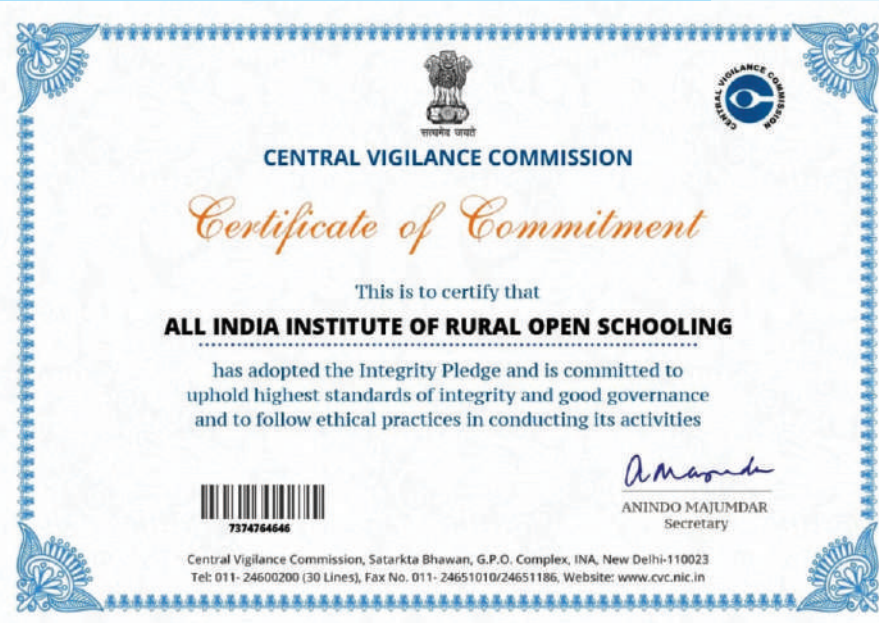 CENTRAL VIGILANCE COMMISSION
सत्यमेव जयते
CENTRAL VIGILANCE COMMISSION
Certificate of Commitment
This is to certify that
ALL INDIA INSTITUTE OF RURAL OPEN SCHOOLING
has adopted the Integrity Pledge and is committed to
uphold highest standards of integrity and good governance
and to follow ethical practices in conducting its activities
7374764646
ANINDO MAJUMDAR
Secretary
Central Vigilance Commission, Satarkta Bhawan, G.P.O. Complex, INA, New Delhi-110023
Tel: 011- 24600200 (30 Lines), Fax No. 011- 24651010/24651186, Website: www.cvc.nic.in